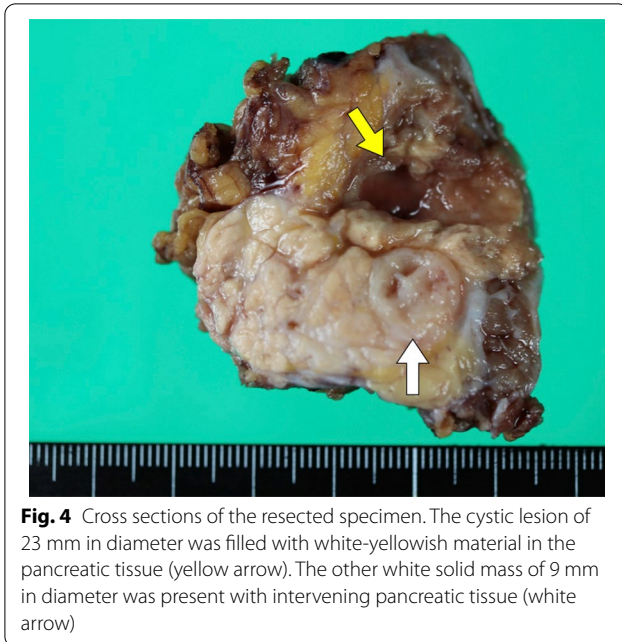 Fig. 4 Cross sections of the resected specimen. The cystic lesion of
23 mm in diameter was filled with white-yellowish material in the
pancreatic tissue (yellow arrow). The other white solid mass of 9 mm
in diameter was present with intervening pancreatic tissue (white
arrow)